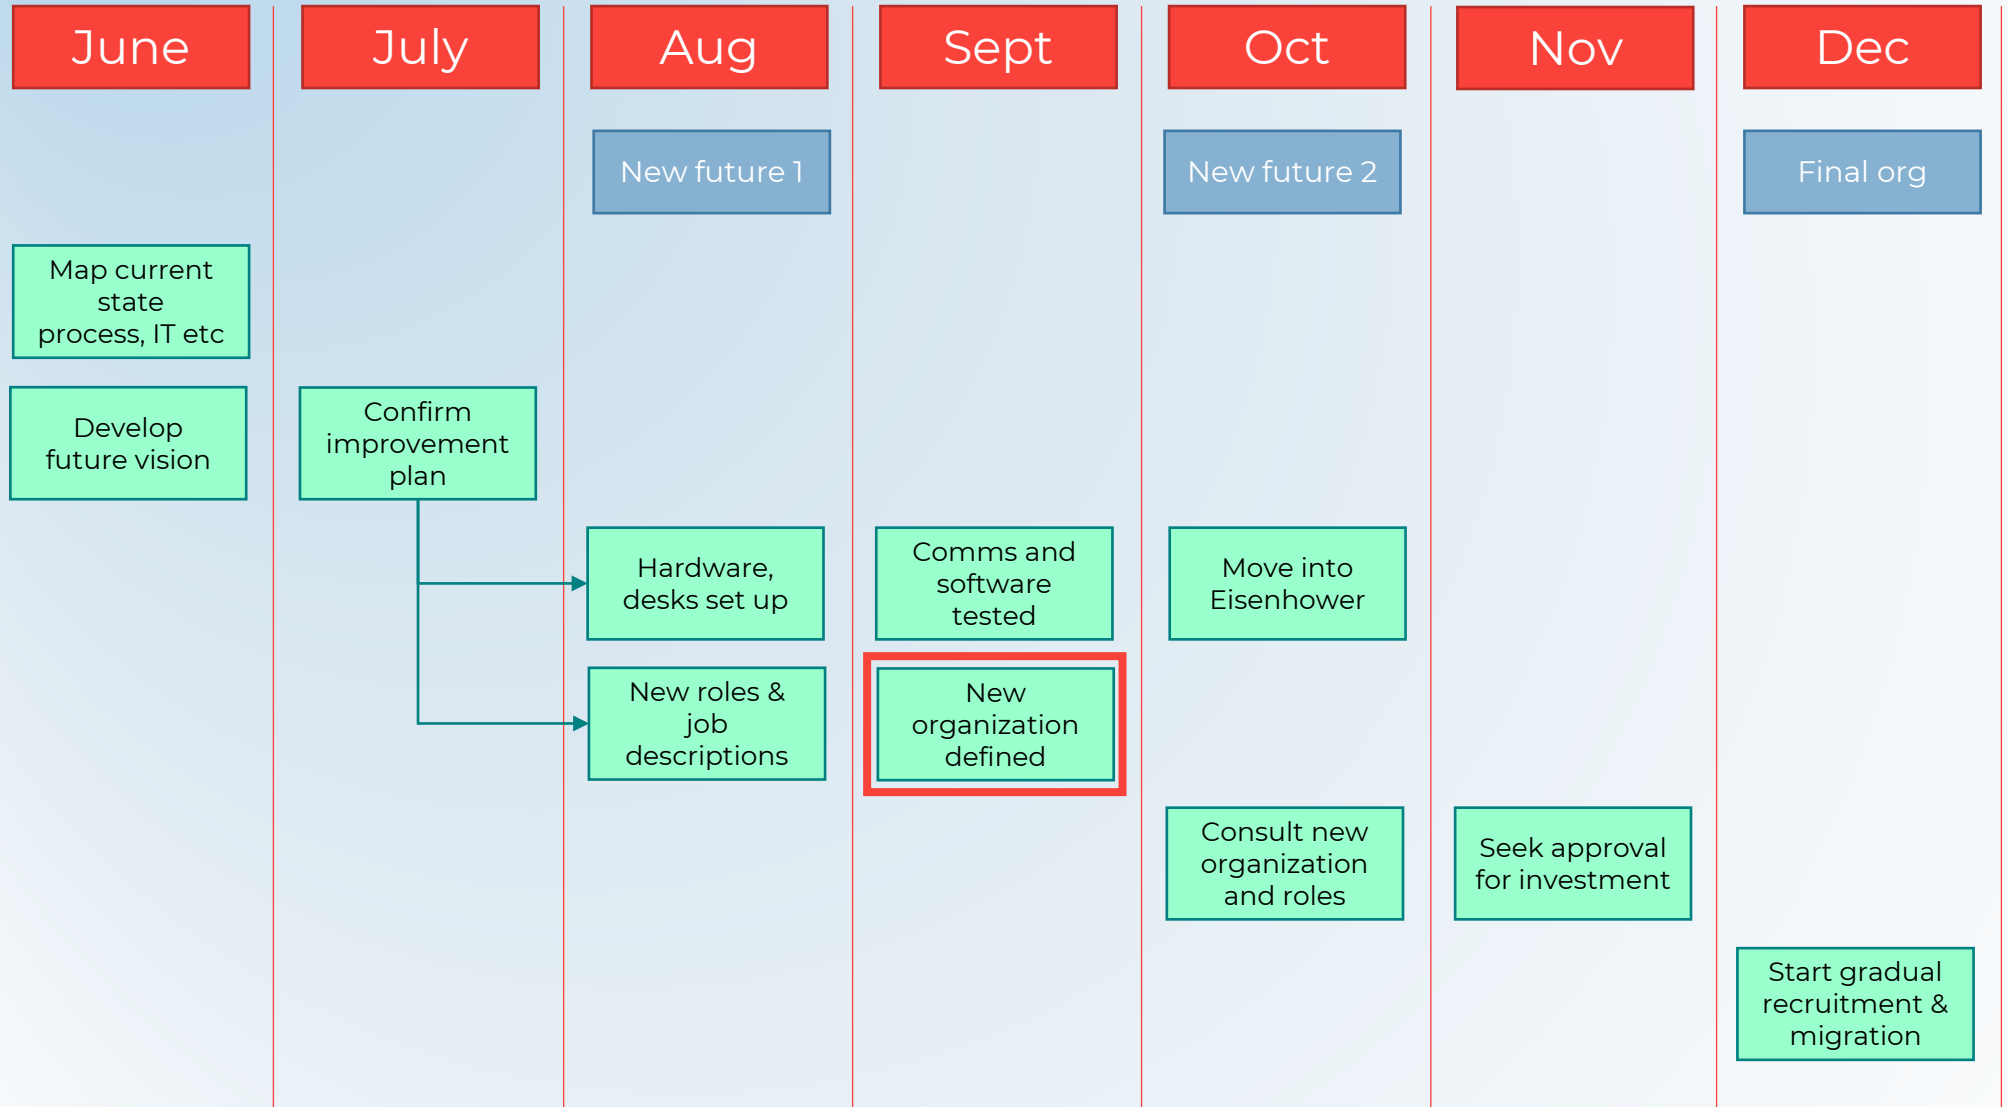 June
July
Aug
Sept
Oct
Nov
Dec
New future 1
New future 2
Final org
Map current
state
process, IT etc
Develop
future vision
Confirm
improvement
plan
Hardware,
desks set up
Comms and
software
tested
Move into
Eisenhower
New roles &
job
descriptions
New
organization
defined
Consult new
organization
and roles
Seek approval
for investment
Start gradual
recruitment &
migration